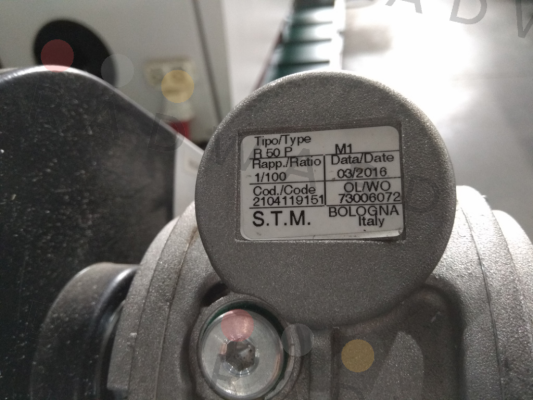 Tipo/Type
R 50 P M1
Rapp./Ratio Data/Date
1/100 03/2016
Cod./Code OL/WO
2104119151 73006072
S.T.M. BOLOGNA
Italy